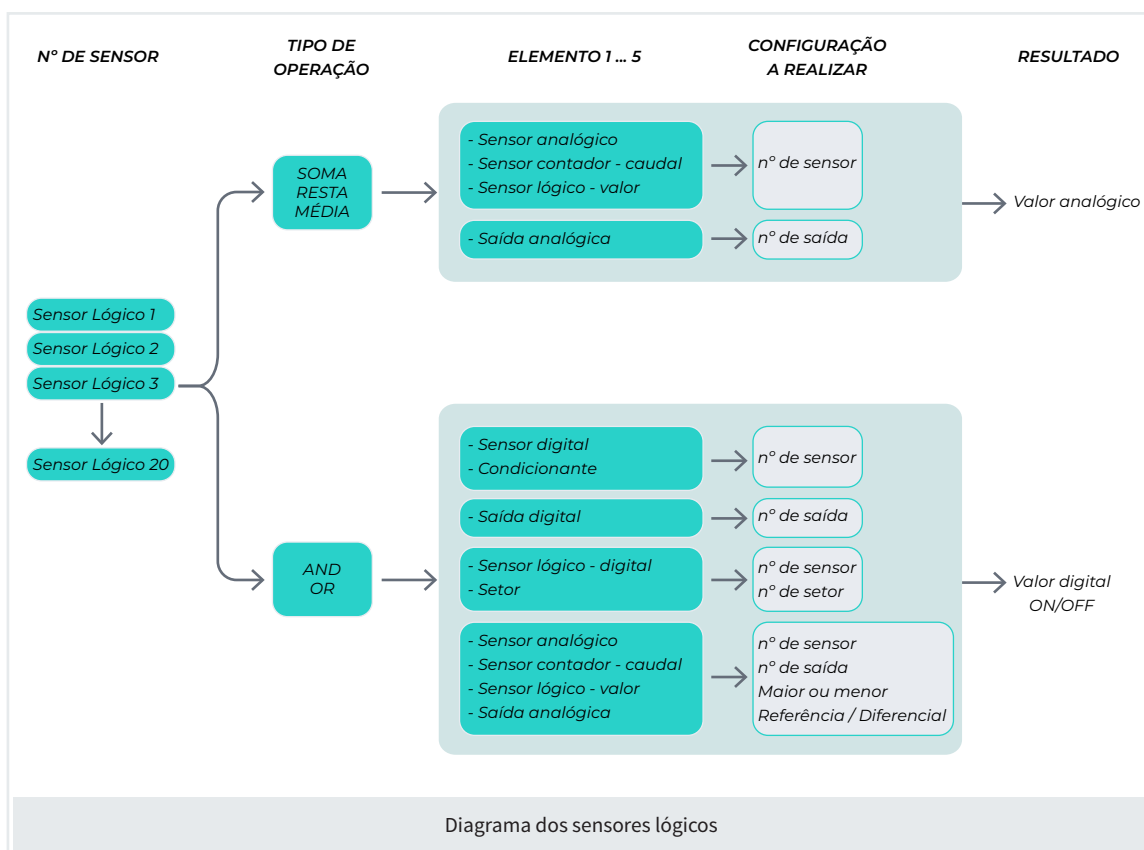 Nº DE SENSOR
TIPO DE
OPERAÇÃO
ELEMENTO 1 ... 5
CONFIGURAÇÃO
A REALIZAR
RESULTADO
Sensor Lógico 1
Sensor Lógico 2
Sensor Lógico 3
Sensor Lógico 20
SOMA
RESTA
MÉDIA
- Sensor analógico
- Sensor contador - caudal
- Sensor lógico - valor
nº de sensor
- Saída analógica
nº de saída
Valor analógico
AND
OR
- Sensor digital
- Condicionante
nº de sensor
- Saída digital
nº de saída
- Sensor lógico - digital
- Setor
nº de sensor
nº de setor
- Sensor analógico
- Sensor contador - caudal
- Sensor lógico - valor
- Saída analógica
nº de sensor
nº de saída
Maior ou menor
Referência / Diferencial
Valor digital
ON/OFF
Diagrama dos sensores lógicos